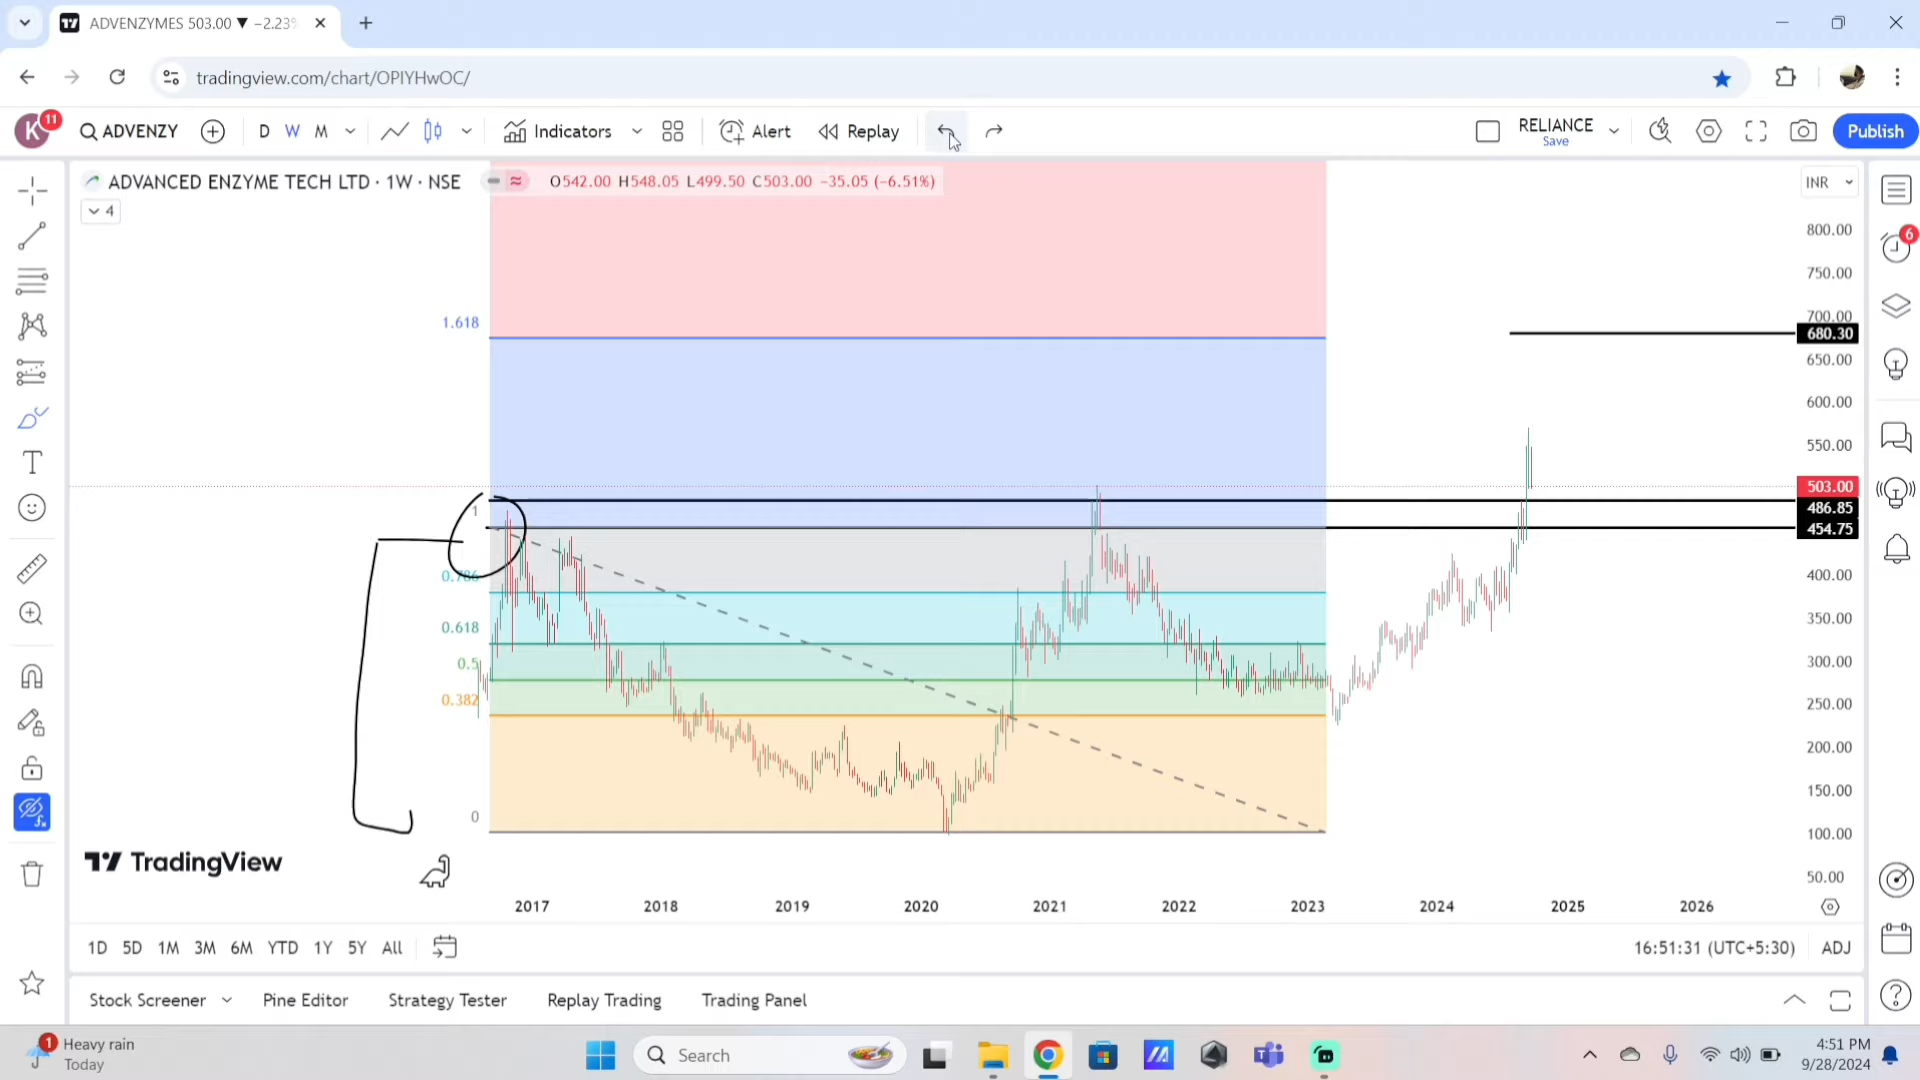 ADVENZYMES 503.00 ▼ −2.23%
tradingview.com/chart/OPIYHwOC/
K 11 ADVENZY D W M Indicators Alert Replay RELIANCE Save Publish
ADVANCED ENZYME TECH LTD · 1W · NSE O542.00 H548.05 L499.50 C503.00 −35.05 (−6.51%) INR
4
800.00
6
750.00
1.618
700.00
680.30
650.00
600.00
550.00
503.00
1
486.85
454.75
0.786
400.00
0.618
350.00
0.5
300.00
0.382
250.00
200.00
150.00
0
100.00
TradingView
50.00
2017 2018 2019 2020 2021 2022 2023 2024 2025 2026
1D 5D 1M 3M 6M YTD 1Y 5Y All 16:51:31 (UTC+5:30) ADJ
Stock Screener Pine Editor Strategy Tester Replay Trading Trading Panel
1 Heavy rain
Today
Search
4:51 PM
9/28/2024